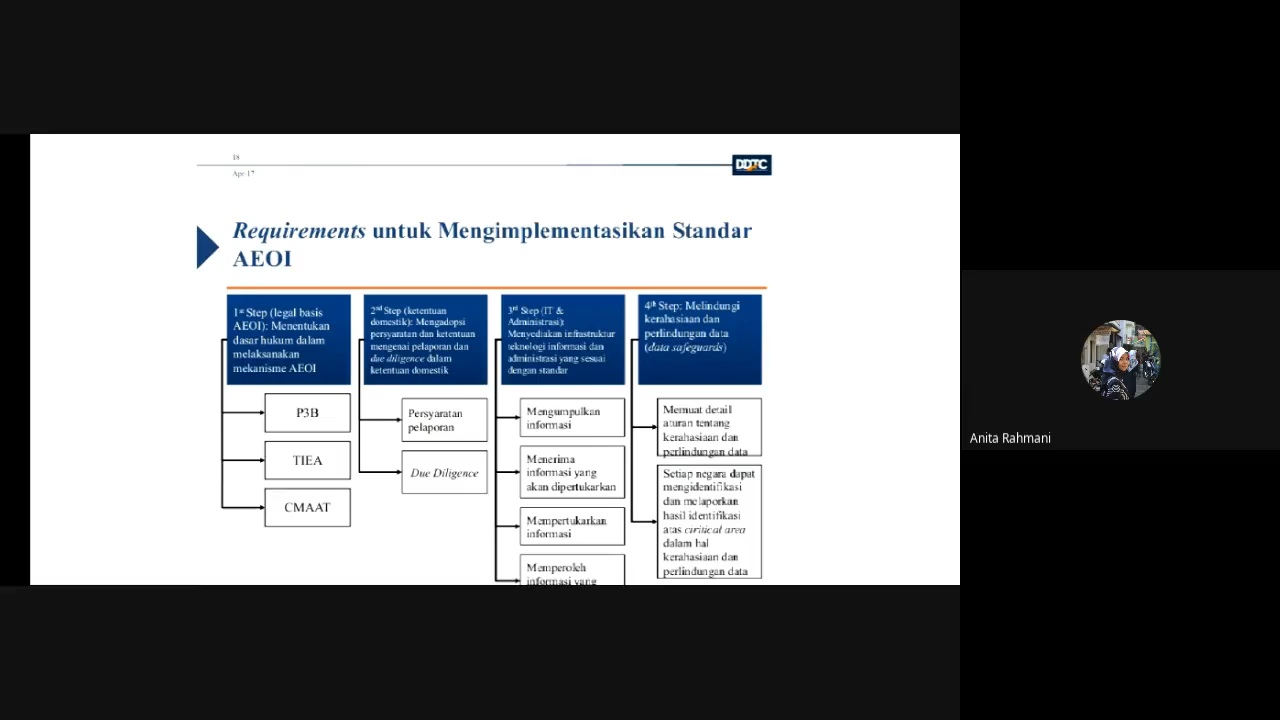 18
DDTC
Apr-17
Requirements untuk Mengimplementasikan Standar
AEOI
1st Step (legal basis
AEOI): Menentukan
dasar hukum dalam
melaksanakan
mekanisme AEOI
P3B
TIEA
CMAAT
2nd Step (ketentuan
domestik): Mengadopsi
persyaratan dan ketentuan
mengenai pelaporan dan
due diligence dalam
ketentuan domestik
Persyaratan
pelaporan
Due Diligence
3rd Step (IT &
Administrasi):
Menyediakan infrastruktur
teknologi informasi dan
administrasi yang sesuai
dengan standar
Mengumpulkan
informasi
Menerima
informasi yang
akan dipertukarkan
Mempertukarkan
informasi
Memperoleh
informasi yang
4th Step: Melindungi
kerahasiaan dan
perlindungan data
(data safeguards)
Memuat detail
aturan tentang
kerahasiaan dan
perlindungan data
Setiap negara dapat
mengidentifikasi
dan melaporkan
hasil identifikasi
atas ciritical area
dalam hal
kerahasiaan dan
perlindungan data
Anita Rahmani